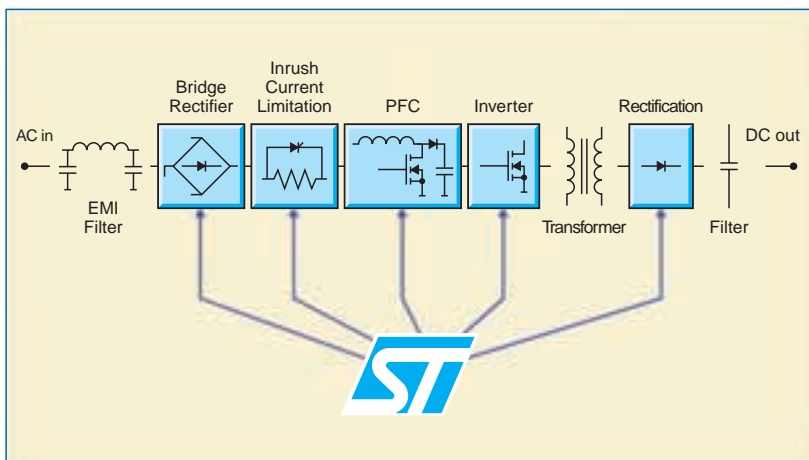 Inrush
Current
Limitation
Bridge
Rectifier
PFC
Inverter
Rectification
AC in
DC out
EMI
Filter
Transformer
Filter
ST